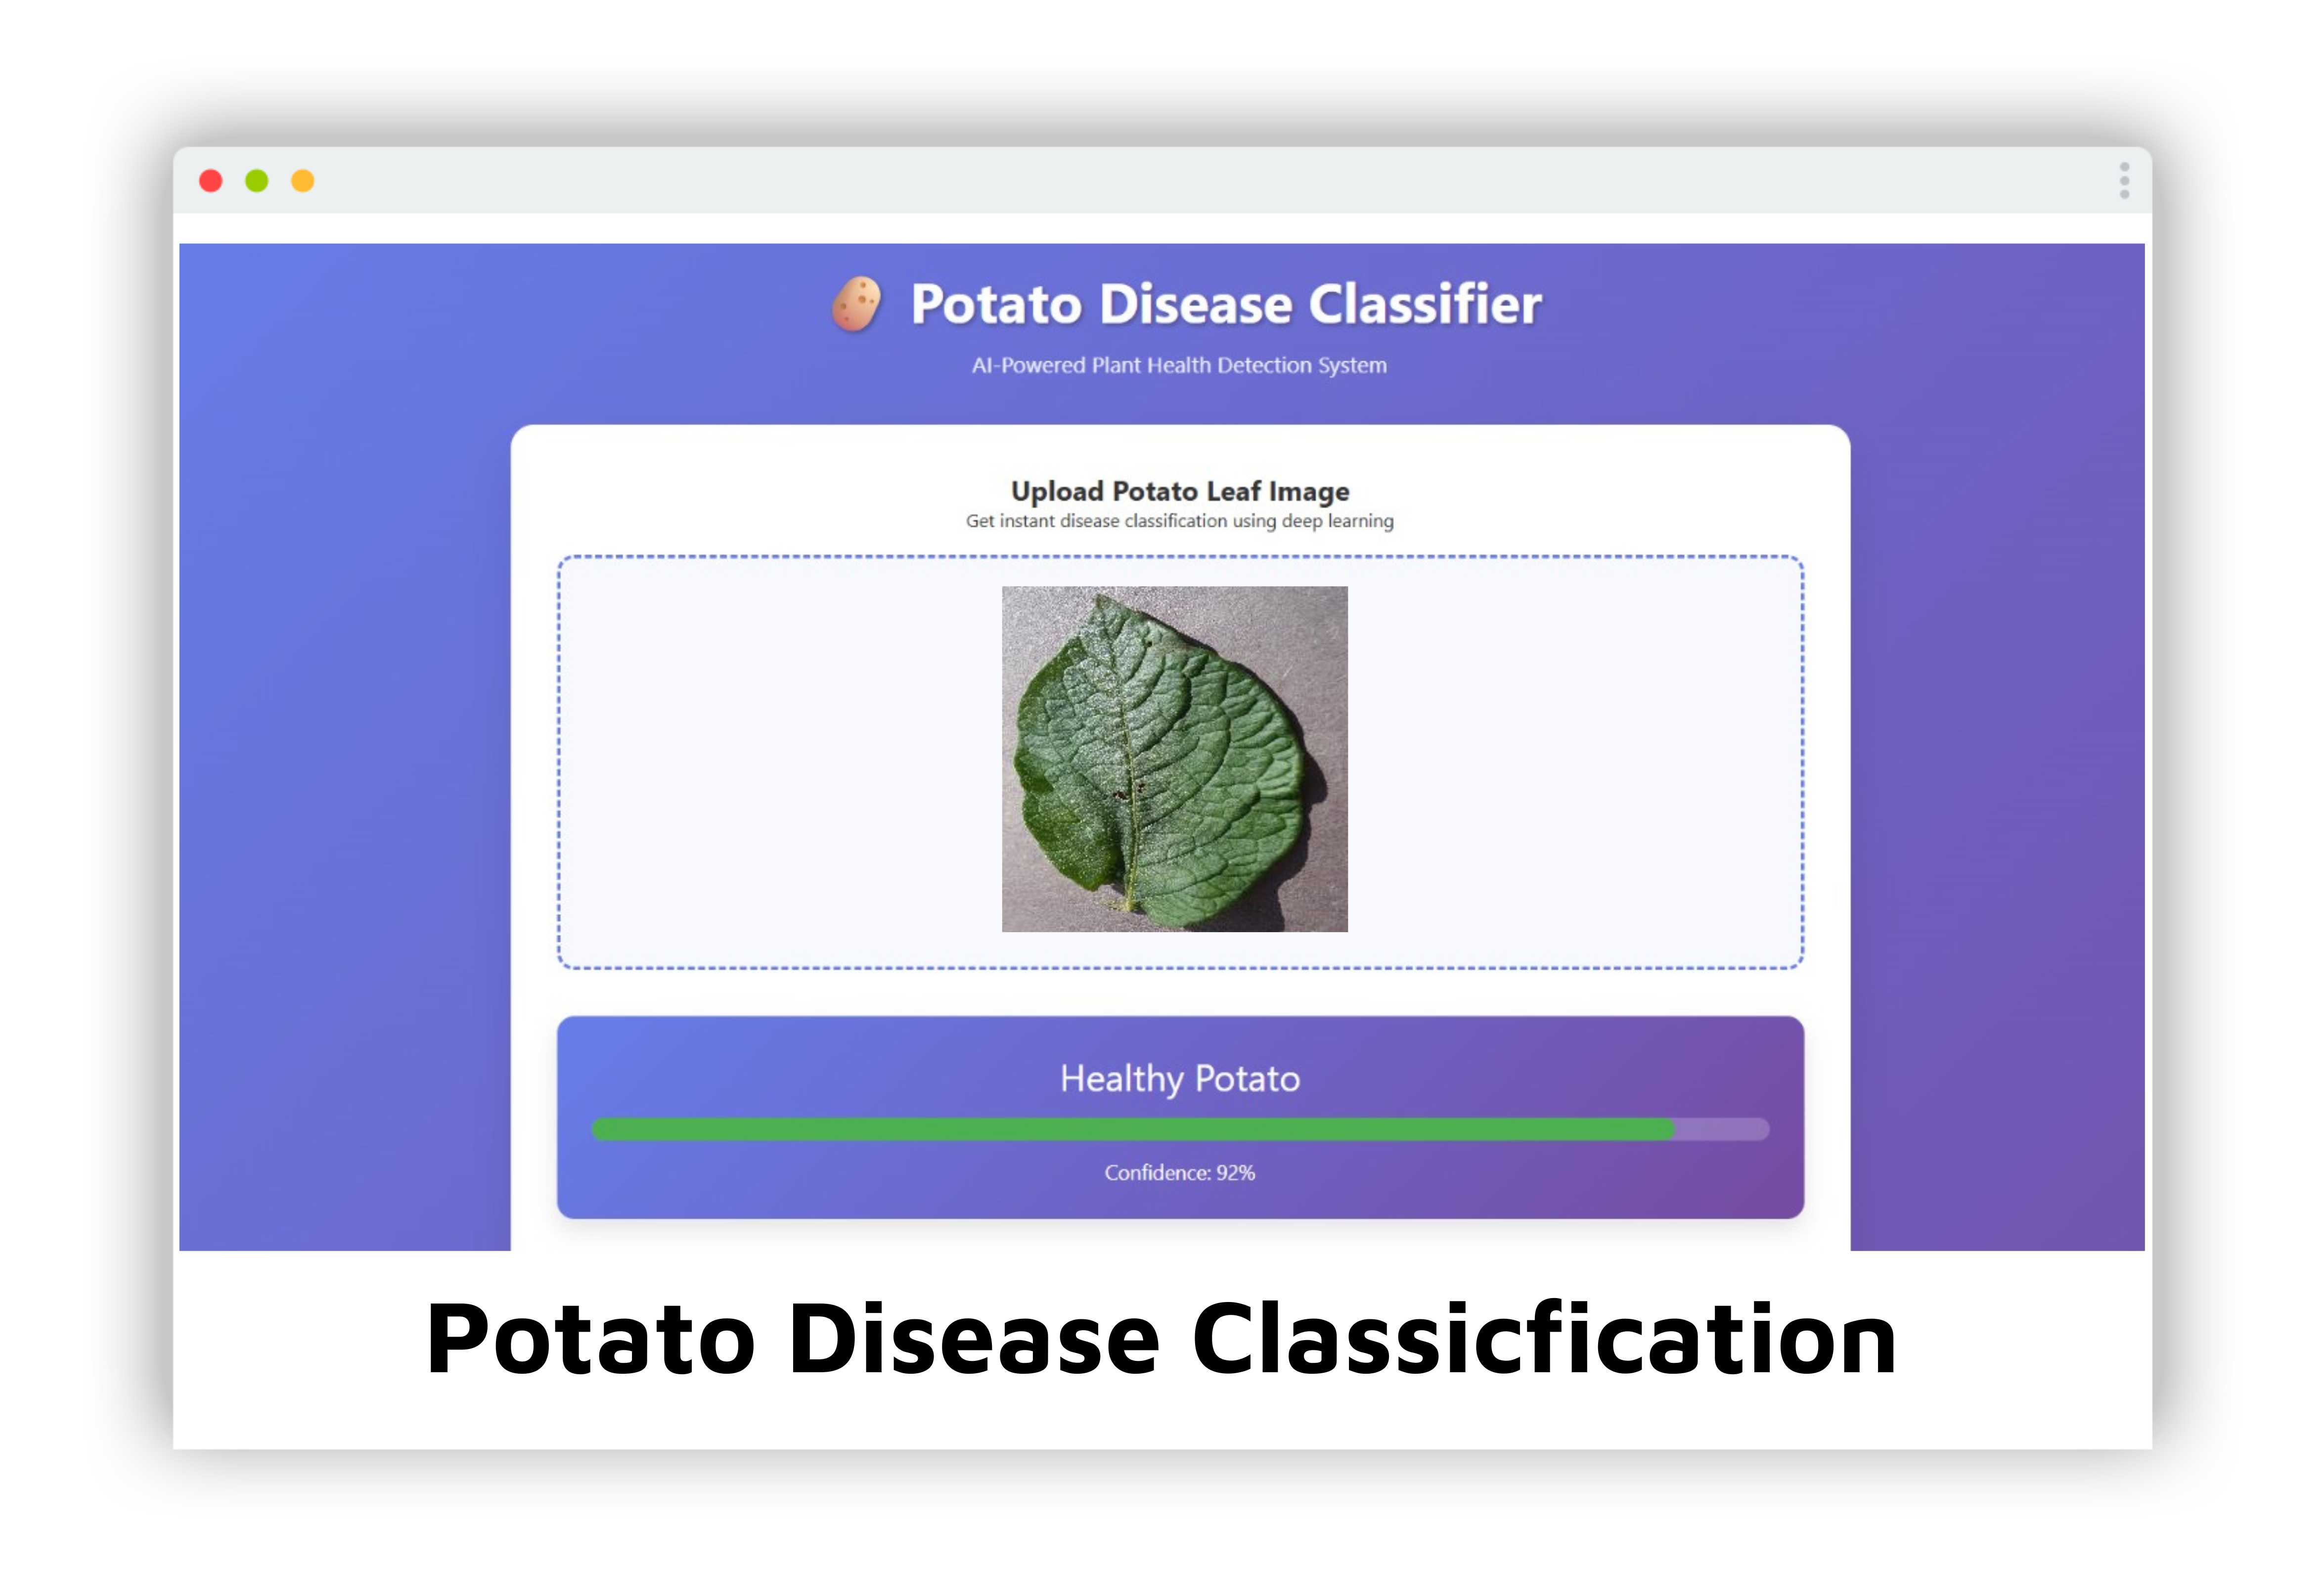 Potato Disease Classifier
AI-Powered Plant Health Detection System
Upload Potato Leaf Image
Get instant disease classification using deep learning
Healthy Potato
Confidence: 92%
Potato Disease Classicfication